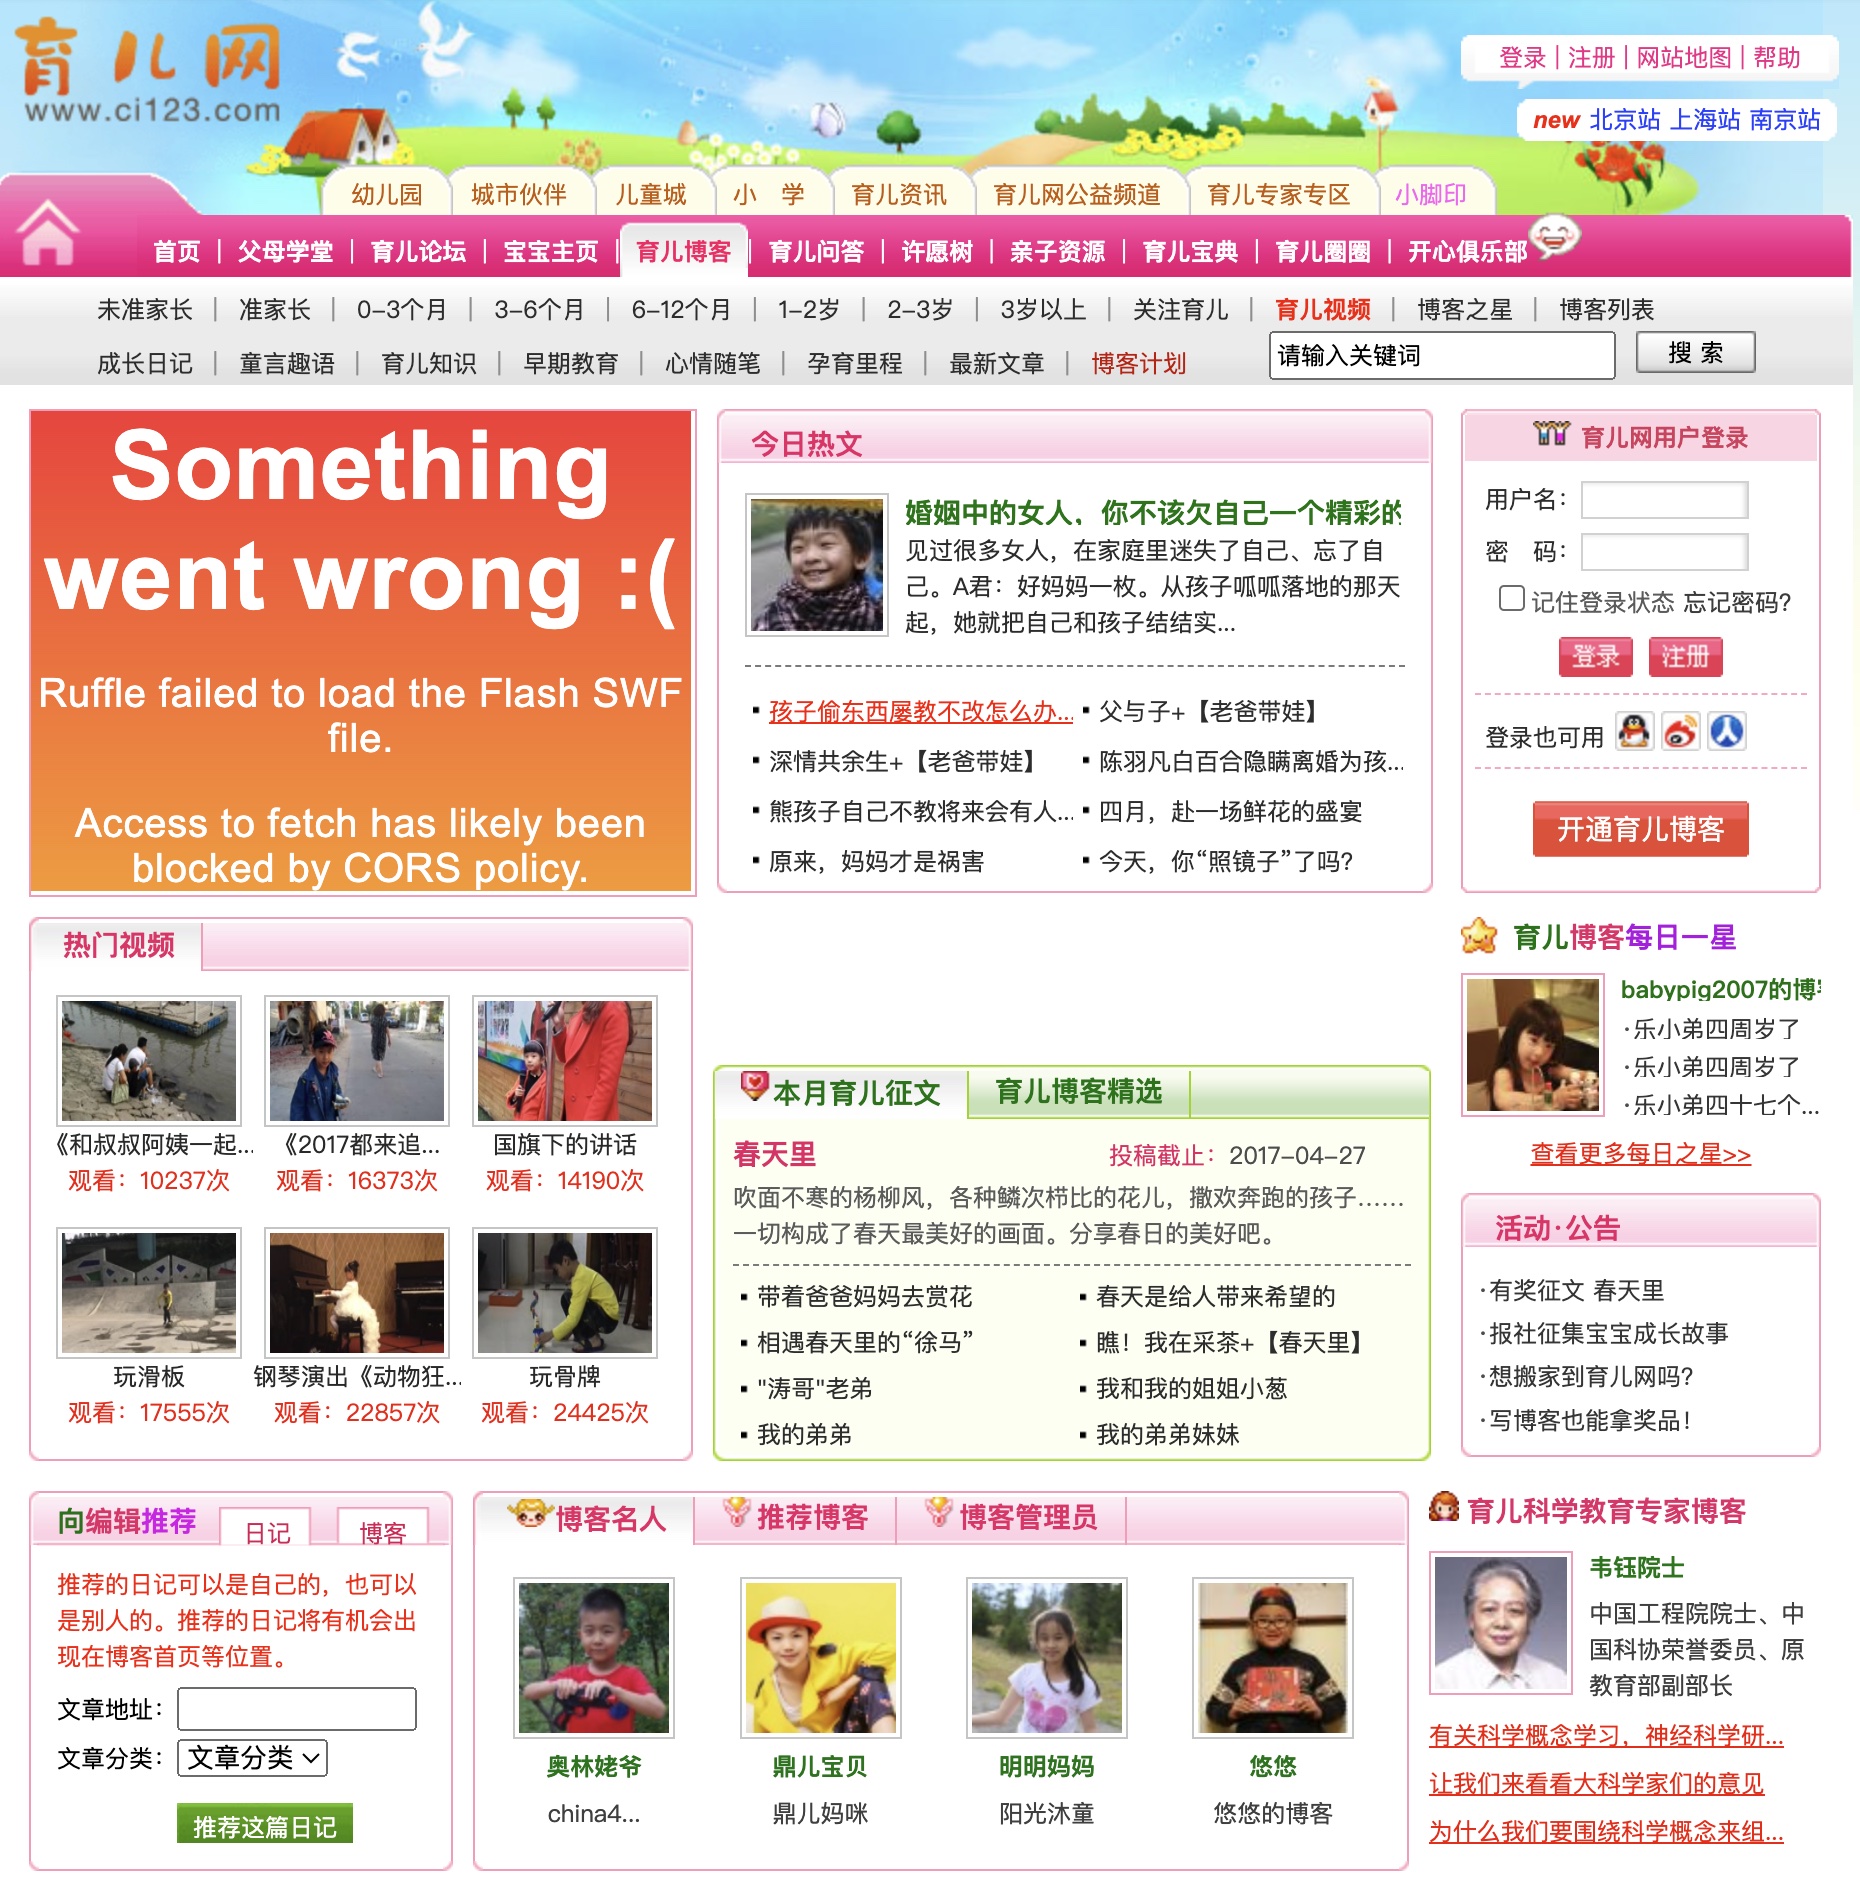 育儿网
www.ci123.com
登录 | 注册 | 网站地图 | 帮助
new 北京站 上海站 南京站
幼儿园 城市伙伴 儿童城 小 学 育儿资讯 育儿网公益频道 育儿专家专区 小脚印
首页 | 父母学堂 | 育儿论坛 | 宝宝主页 | 育儿博客 | 育儿问答 | 许愿树 | 亲子资源 | 育儿宝典 | 育儿圈圈 | 开心俱乐部
未准家长 | 准家长 | 0-3个月 | 3-6个月 | 6-12个月 | 1-2岁 | 2-3岁 | 3岁以上 | 关注育儿 | 育儿视频 | 博客之星 | 博客列表
成长日记 | 童言趣语 | 育儿知识 | 早期教育 | 心情随笔 | 孕育里程 | 最新文章 | 博客计划
请输入关键词
搜 索
Something
went wrong :(
Ruffle failed to load the Flash SWF
file.
Access to fetch has likely been
blocked by CORS policy.
今日热文
婚姻中的女人，你不该欠自己一个精彩的
见过很多女人，在家庭里迷失了自己、忘了自
己。A君：好妈妈一枚。从孩子呱呱落地的那天
起，她就把自己和孩子结结实...
孩子偷东西屡教不改怎么办...
父与子+【老爸带娃】
深情共余生+【老爸带娃】
陈羽凡白百合隐瞒离婚为孩...
熊孩子自己不教将来会有人...
四月，赴一场鲜花的盛宴
原来，妈妈才是祸害
今天，你“照镜子”了吗?
育儿网用户登录
用户名：
密 码：
记住登录状态 忘记密码?
登录 注册
登录也可用
开通育儿博客
热门视频
《和叔叔阿姨一起...
观看：10237次
《2017都来追...
观看：16373次
国旗下的讲话
观看：14190次
玩滑板
观看：17555次
钢琴演出《动物狂...
观看：22857次
玩骨牌
观看：24425次
本月育儿征文
育儿博客精选
春天里
投稿截止：2017-04-27
吹面不寒的杨柳风，各种鳞次栉比的花儿，撒欢奔跑的孩子……
一切构成了春天最美好的画面。分享春日的美好吧。
带着爸爸妈妈去赏花
春天是给人带来希望的
相遇春天里的“徐马”
瞧！我在采茶+【春天里】
"涛哥"老弟
我和我的姐姐小葱
我的弟弟
我的弟弟妹妹
育儿博客每日一星
babypig2007的博
·乐小弟四周岁了
·乐小弟四周岁了
·乐小弟四十七个...
查看更多每日之星>>
活动·公告
·有奖征文 春天里
·报社征集宝宝成长故事
·想搬家到育儿网吗?
·写博客也能拿奖品！
向编辑推荐
日记
博客
推荐的日记可以是自己的，也可以
是别人的。推荐的日记将有机会出
现在博客首页等位置。
文章地址：
文章分类：
文章分类
推荐这篇日记
博客名人
推荐博客
博客管理员
奥林姥爷
china4...
鼎儿宝贝
鼎儿妈咪
明明妈妈
阳光沐童
悠悠
悠悠的博客
育儿科学教育专家博客
韦钰院士
中国工程院院士、中
国科协荣誉委员、原
教育部副部长
有关科学概念学习，神经科学研...
让我们来看看大科学家们的意见
为什么我们要围绕科学概念来组...